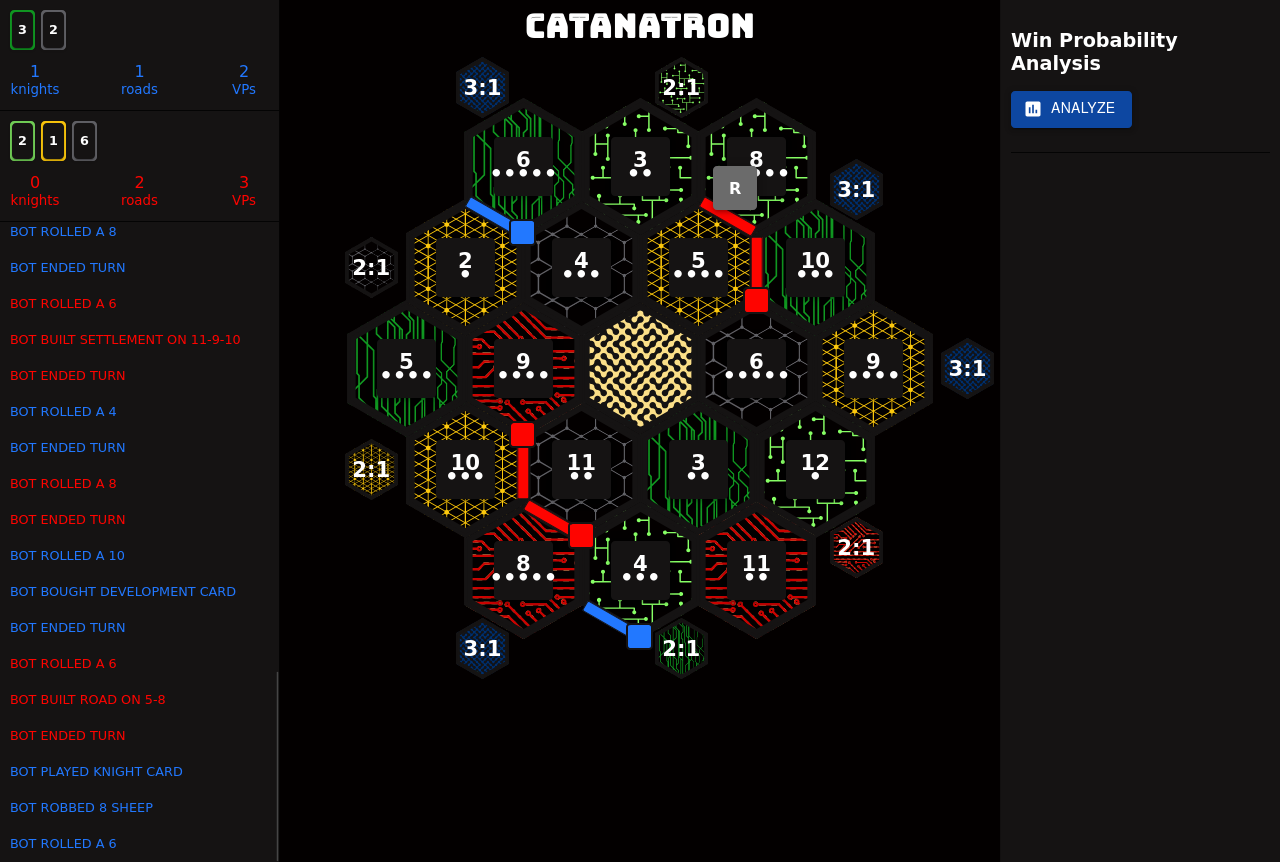 CATANATRON
3 2
1 1 2
knights roads VPs
2 1 6
0 2 3
knights roads VPs
BOT ROLLED A 8
BOT ENDED TURN
BOT ROLLED A 6
BOT BUILT SETTLEMENT ON 11-9-10
BOT ENDED TURN
BOT ROLLED A 4
BOT ENDED TURN
BOT ROLLED A 8
BOT ENDED TURN
BOT ROLLED A 10
BOT BOUGHT DEVELOPMENT CARD
BOT ENDED TURN
BOT ROLLED A 6
BOT BUILT ROAD ON 5-8
BOT ENDED TURN
BOT PLAYED KNIGHT CARD
BOT ROBBED 8 SHEEP
BOT ROLLED A 6
3:1 2:1
6 3 8
R
3:1
2:1 2 4 5 10
5 9 6 9 3:1
2:1 10 11 3 12
8 4 11 2:1
3:1 2:1
Win Probability
Analysis
ANALYZE